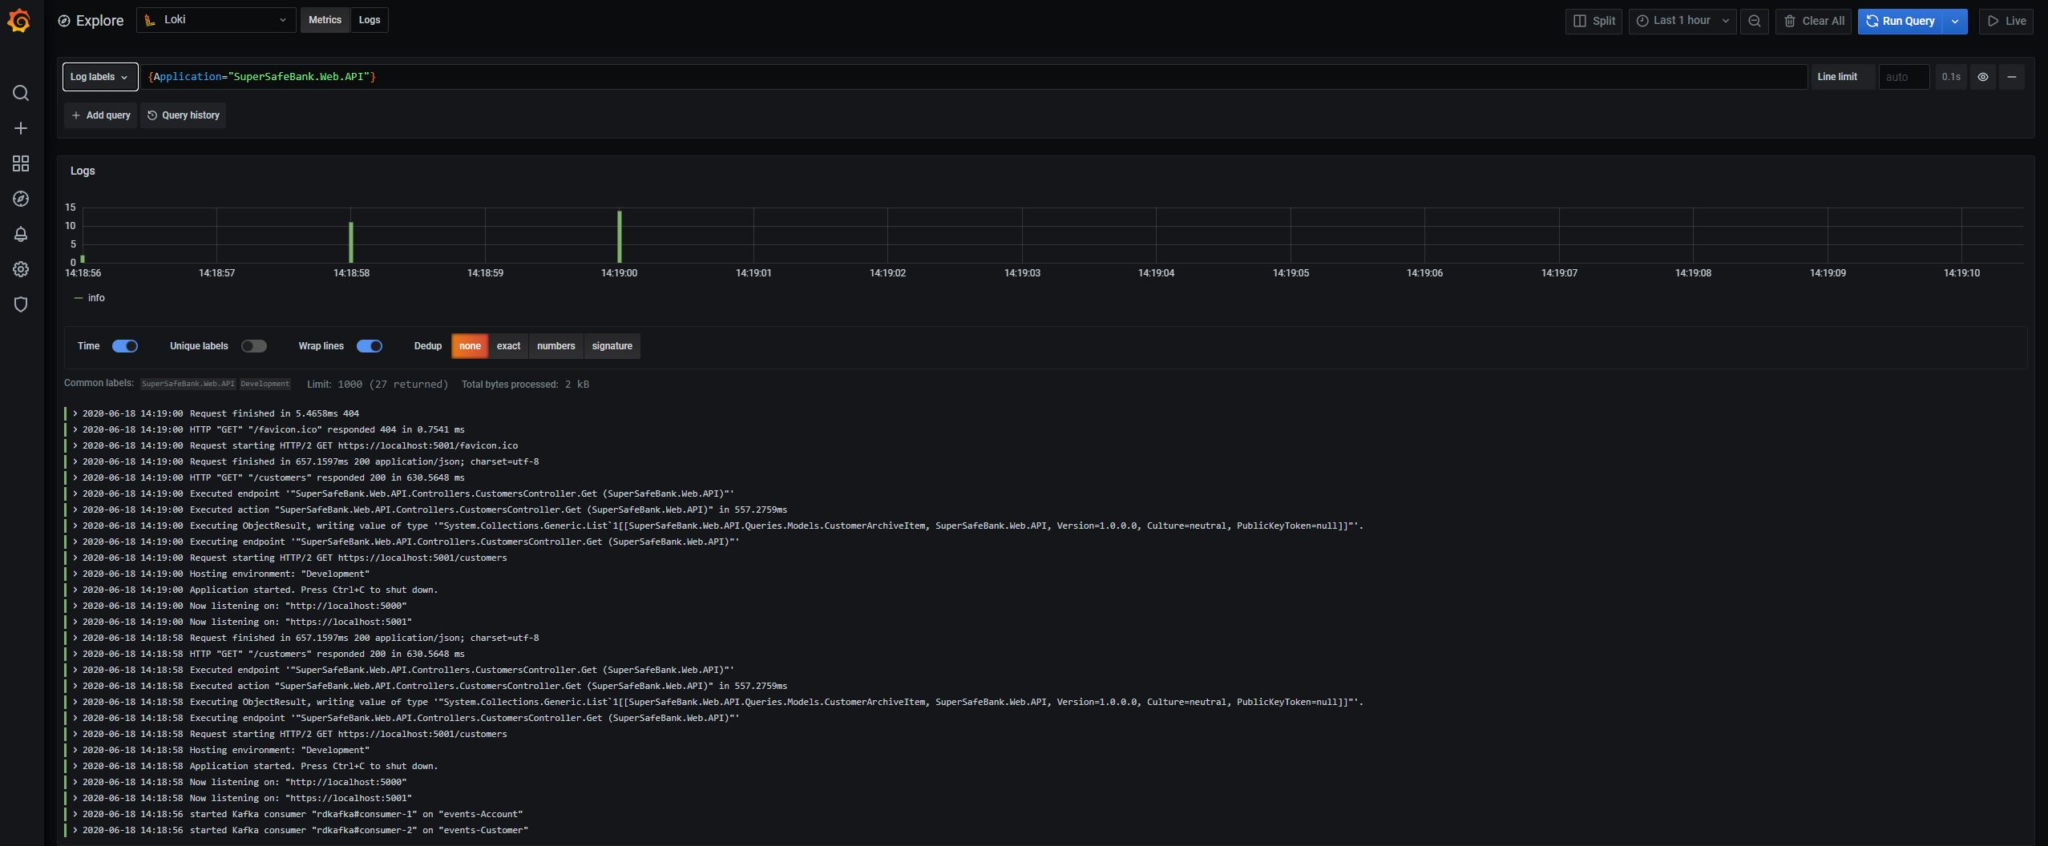 Explore Loki Metrics Logs Split Last 1 hour Clear All Run Query Live
Log labels {Application="SuperSafeBank.Web.API"} Line limit auto 0.1s
+ Add query Query history
Logs
15
10
5
0
14:18:56 14:18:57 14:18:58 14:18:59 14:19:00 14:19:01 14:19:02 14:19:03 14:19:04 14:19:05 14:19:06 14:19:07 14:19:08 14:19:09 14:19:10
info
Time Unique labels Wrap lines Dedup none exact numbers signature
Common labels: SuperSafeBank.Web.API Development Limit: 1000 (27 returned) Total bytes processed: 2 kB
> 2020-06-18 14:19:00 Request finished in 5.4658ms 404
> 2020-06-18 14:19:00 HTTP "GET" "/favicon.ico" responded 404 in 0.7541 ms
> 2020-06-18 14:19:00 Request starting HTTP/2 GET https://localhost:5001/favicon.ico
> 2020-06-18 14:19:00 Request finished in 657.1597ms 200 application/json; charset=utf-8
> 2020-06-18 14:19:00 HTTP "GET" "/customers" responded 200 in 630.5648 ms
> 2020-06-18 14:19:00 Executed endpoint '"SuperSafeBank.Web.API.Controllers.CustomersController.Get (SuperSafeBank.Web.API)"'
> 2020-06-18 14:19:00 Executed action "SuperSafeBank.Web.API.Controllers.CustomersController.Get (SuperSafeBank.Web.API)" in 557.2759ms
> 2020-06-18 14:19:00 Executing ObjectResult, writing value of type '"System.Collections.Generic.List`1[[SuperSafeBank.Web.API.Queries.Models.CustomerArchiveItem, SuperSafeBank.Web.API, Version=1.0.0.0, Culture=neutral, PublicKeyToken=null]]"'.
> 2020-06-18 14:19:00 Executing endpoint '"SuperSafeBank.Web.API.Controllers.CustomersController.Get (SuperSafeBank.Web.API)"'
> 2020-06-18 14:19:00 Request starting HTTP/2 GET https://localhost:5001/customers
> 2020-06-18 14:19:00 Hosting environment: "Development"
> 2020-06-18 14:19:00 Application started. Press Ctrl+C to shut down.
> 2020-06-18 14:19:00 Now listening on: "http://localhost:5000"
> 2020-06-18 14:19:00 Now listening on: "https://localhost:5001"
> 2020-06-18 14:18:58 Request finished in 657.1597ms 200 application/json; charset=utf-8
> 2020-06-18 14:18:58 HTTP "GET" "/customers" responded 200 in 630.5648 ms
> 2020-06-18 14:18:58 Executed endpoint '"SuperSafeBank.Web.API.Controllers.CustomersController.Get (SuperSafeBank.Web.API)"'
> 2020-06-18 14:18:58 Executed action "SuperSafeBank.Web.API.Controllers.CustomersController.Get (SuperSafeBank.Web.API)" in 557.2759ms
> 2020-06-18 14:18:58 Executing ObjectResult, writing value of type '"System.Collections.Generic.List`1[[SuperSafeBank.Web.API.Queries.Models.CustomerArchiveItem, SuperSafeBank.Web.API, Version=1.0.0.0, Culture=neutral, PublicKeyToken=null]]"'.
> 2020-06-18 14:18:58 Executing endpoint '"SuperSafeBank.Web.API.Controllers.CustomersController.Get (SuperSafeBank.Web.API)"'
> 2020-06-18 14:18:58 Request starting HTTP/2 GET https://localhost:5001/customers
> 2020-06-18 14:18:58 Hosting environment: "Development"
> 2020-06-18 14:18:58 Application started. Press Ctrl+C to shut down.
> 2020-06-18 14:18:58 Now listening on: "http://localhost:5000"
> 2020-06-18 14:18:58 Now listening on: "https://localhost:5001"
> 2020-06-18 14:18:56 started Kafka consumer "rdkafka#consumer-1" on "events-Account"
> 2020-06-18 14:18:56 started Kafka consumer "rdkafka#consumer-2" on "events-Customer"